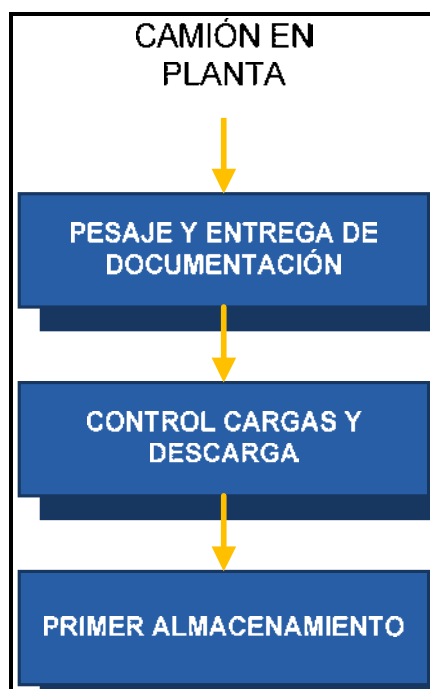 CAMIÓN EN
PLANTA
PESAJE Y ENTREGA DE
DOCUMENTACIÓN
CONTROL CARGAS Y
DESCARGA
PRIMER ALMACENAMIENTO